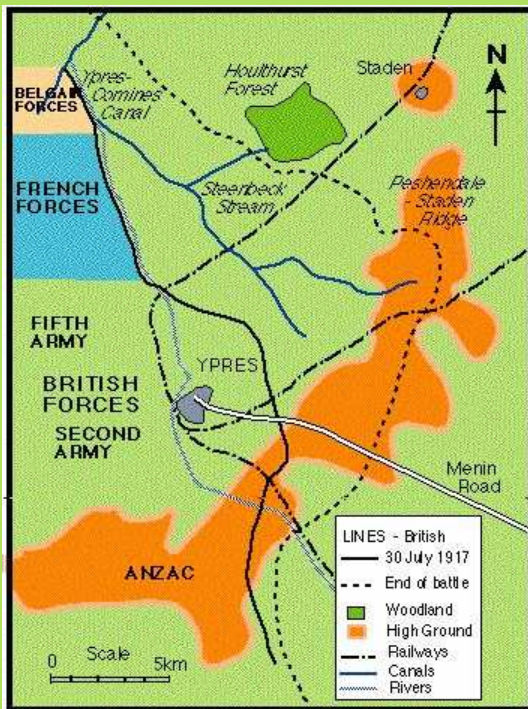 Ypres-
Comines
Canal
Houlthurst
Forest
Staden
N
BELGAIN
FORCES
FRENCH
FORCES
Steenbeck
Stream
Peshendale
- Staden
Ridge
FIFTH
ARMY
YPRES
BRITISH
FORCES
SECOND
ARMY
Menin
Road
ANZAC
LINES - British
30 July 1917
End of battle
Woodland
High Ground
Railways
Canals
Rivers
0 Scale 5km